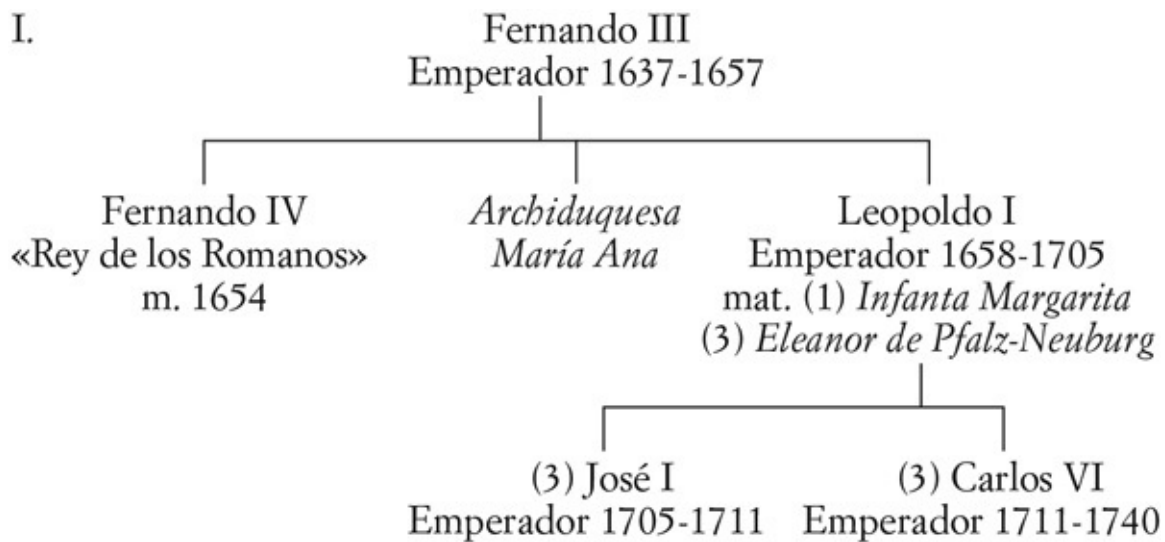 I.
Fernando III
Emperador 1637-1657
Fernando IV
«Rey de los Romanos»
m. 1654
Archiduquesa
María Ana
Leopoldo I
Emperador 1658-1705
mat. (1) Infanta Margarita
(3) Eleanor de Pfalz-Neuburg
(3) José I
Emperador 1705-1711
(3) Carlos VI
Emperador 1711-1740